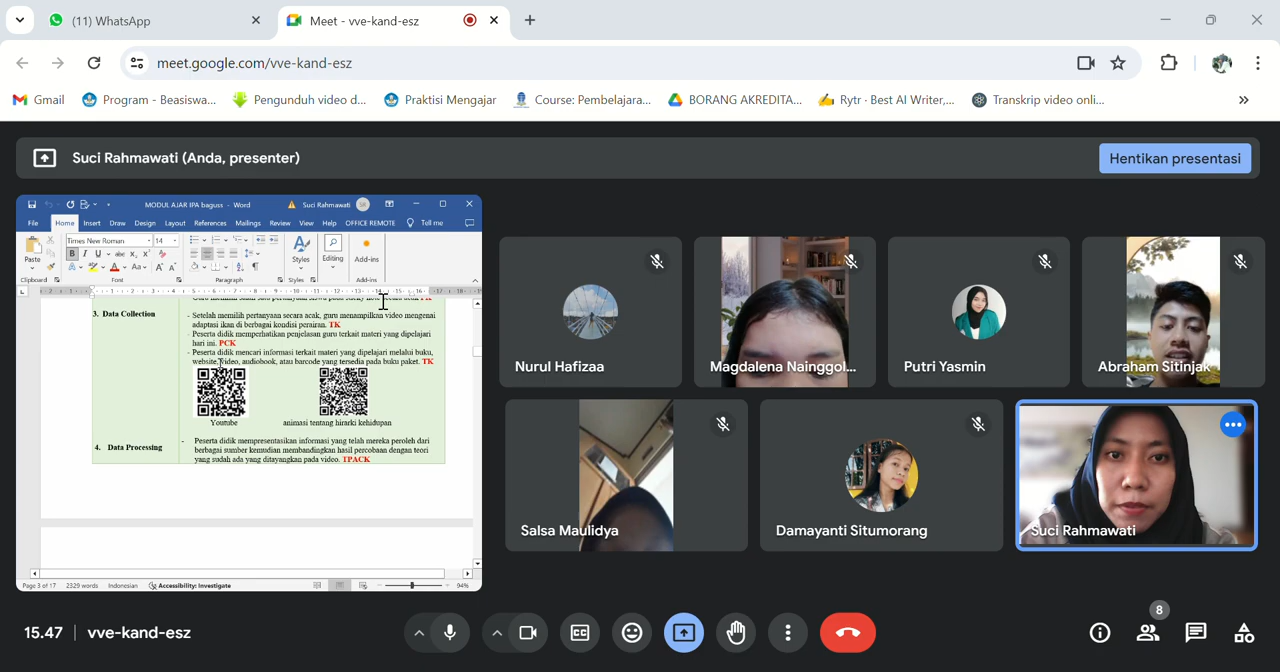 (11) WhatsApp
Meet - vve-kand-esz
meet.google.com/vve-kand-esz
Gmail
Program - Beasiswa...
Pengunduh video d...
Praktisi Mengajar
Course: Pembelajara...
BORANG AKREDITA...
Rytr - Best AI Writer,...
Transkrip video onli...
Suci Rahmawati (Anda, presenter)
Hentikan presentasi
MODUL AJAR IPA baguss - Word
Suci Rahmawati
File Home Insert Draw Design Layout References Mailings Review View Help OFFICE REMOTE Tell me
Times New Roman 14
Paste
Styles
Editing
Add-ins
Clipboard Font Paragraph Styles Add-ins
3. Data Collection
- Setelah memilih pertanyaan secara acak, guru menampilkan video mengenai
adaptasi ikan di berbagai kondisi perairan. TK
- Peserta didik memperhatikan penjelasan guru terkait materi yang dipelajari
hari ini. PCK
- Peserta didik mencari informasi terkait materi yang dipelajari melalui buku,
website, video, audiobook, atau barcode yang tersedia pada buku paket. TK
Youtube
animasi tentang hirarki kehidupan
4. Data Processing
- Peserta didik mempresentasikan informasi yang telah mereka peroleh dari
berbagai sumber kemudian membandingkan hasil percobaan dengan teori
yang sudah ada yang ditayangkan pada video. TPACK
Page 3 of 17 2329 words Indonesian Accessibility: Investigate
94%
Nurul Hafizaa
Magdalena Nainggol...
Putri Yasmin
Abraham Sitinjak
Salsa Maulidya
Damayanti Situmorang
Suci Rahmawati
15.47
vve-kand-esz
8